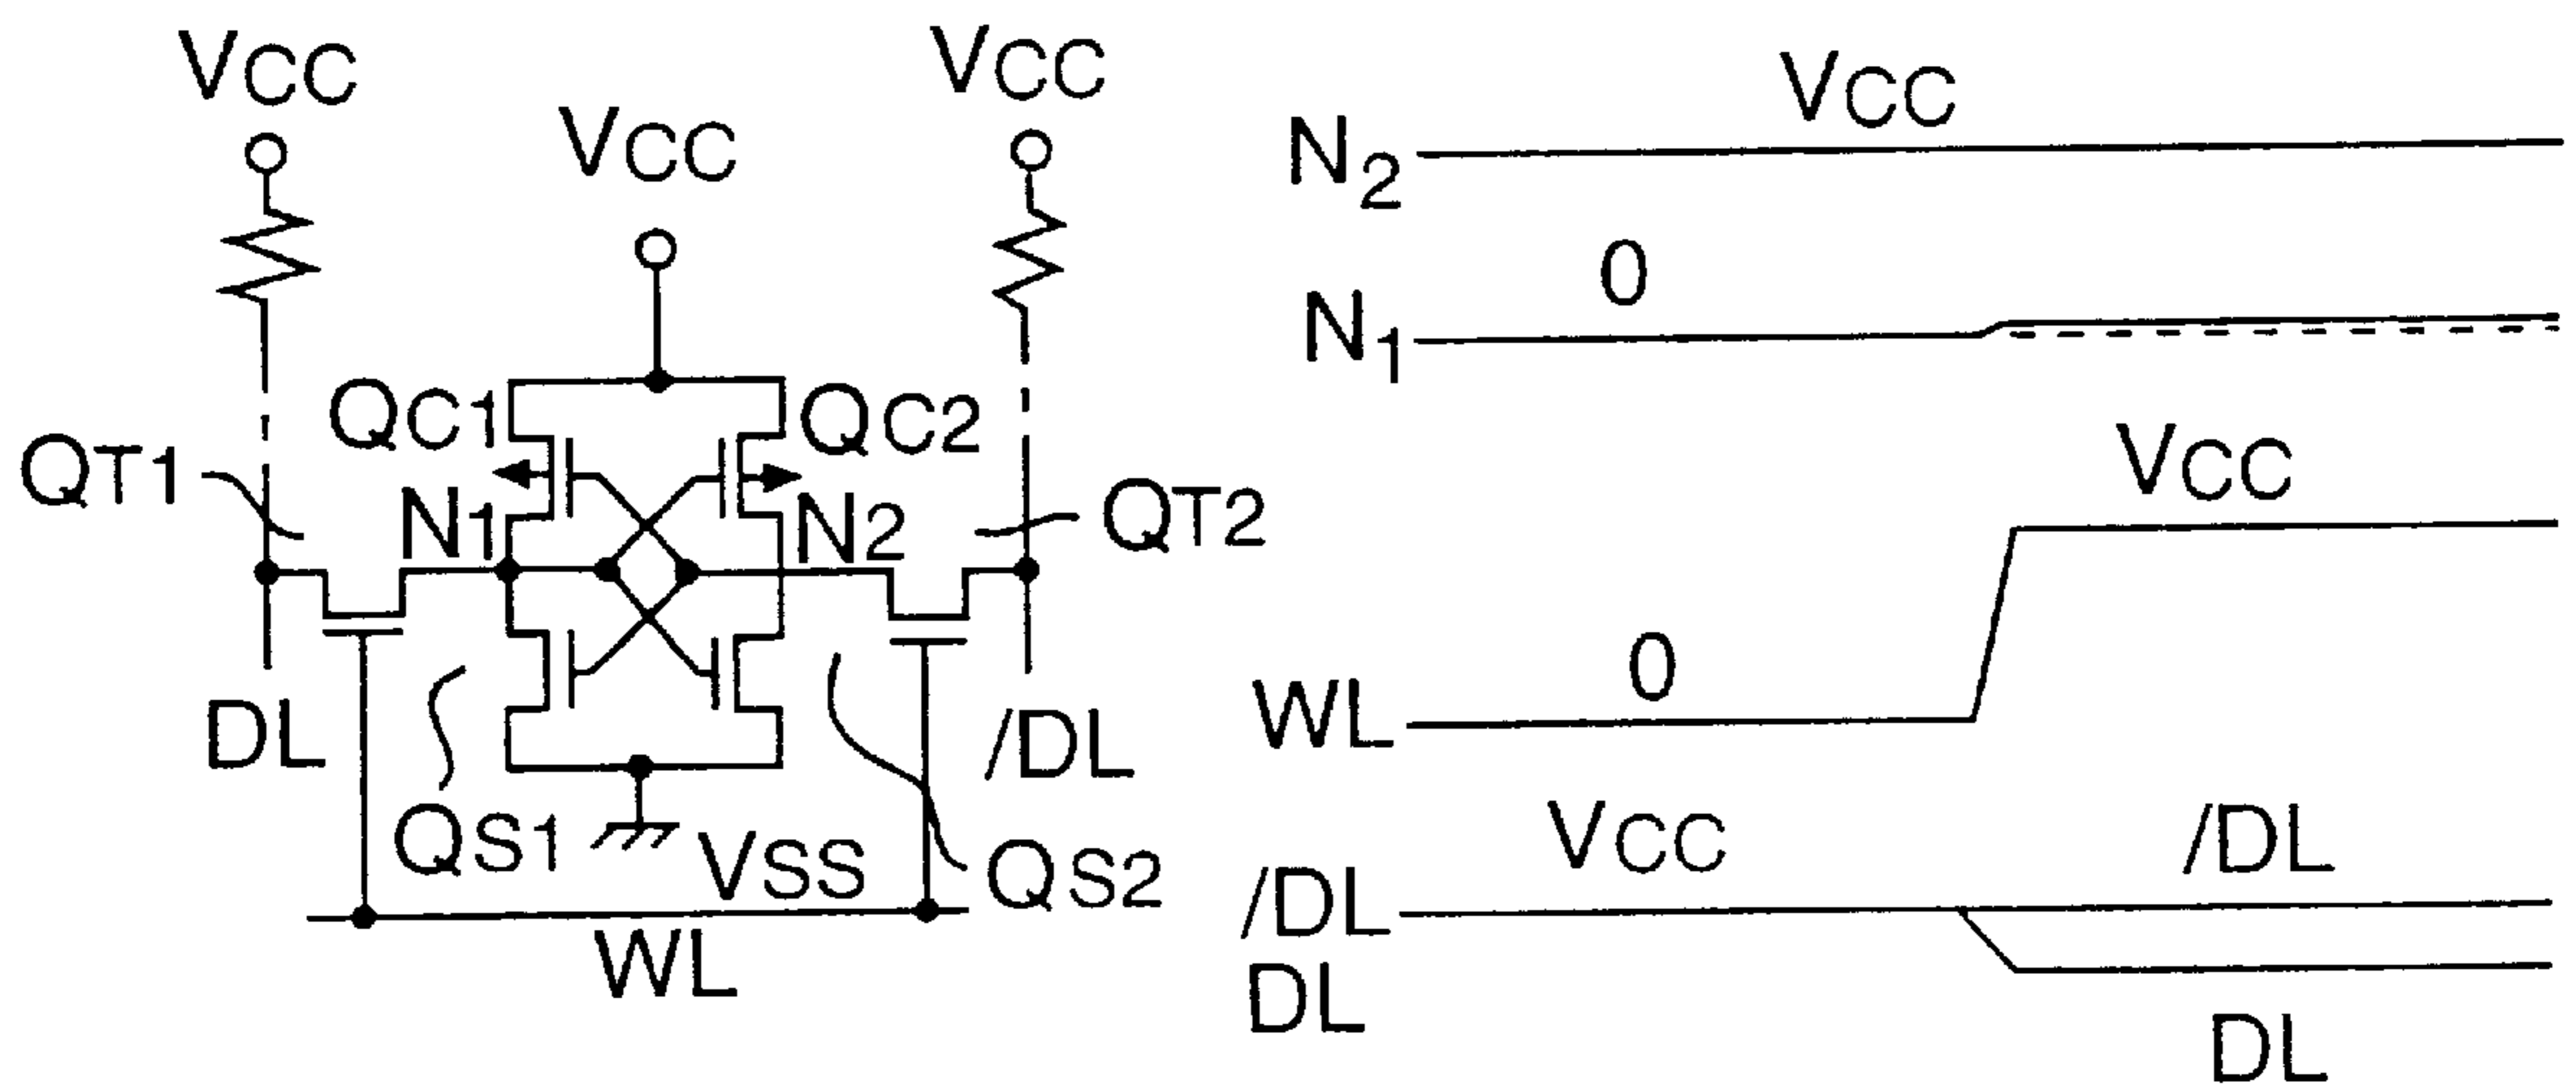 VCC
VCC
VCC
QC1
QC2
QT1
N1
N2
QT2
DL
/DL
QS1
VSS
QS2
WL
VCC
N2
0
N1
VCC
0
WL
VCC
/DL
/DL
DL
DL